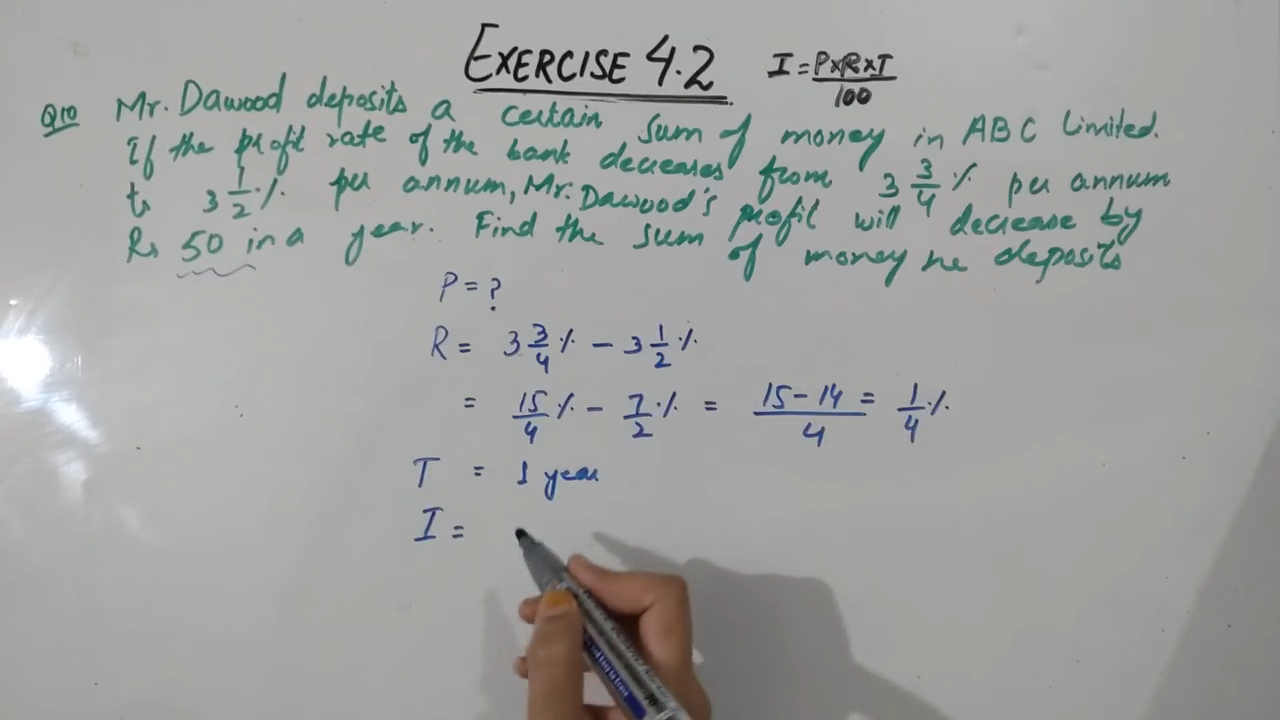 EXERCISE 4.2
I = P×R×T / 100
Q10 Mr. Dawood deposits a certain sum of money in ABC Limited.
If the profit rate of the bank decreases from 3 3/4 % per annum
to 3 1/2 % per annum, Mr. Dawood's profit will decrease by
Rs 50 in a year. Find the sum of money he deposits
P = ?
R = 3 3/4 % − 3 1/2 %
= 15/4 % − 7/2 % = 15−14/4 = 1/4 %
T = 1 year
I =